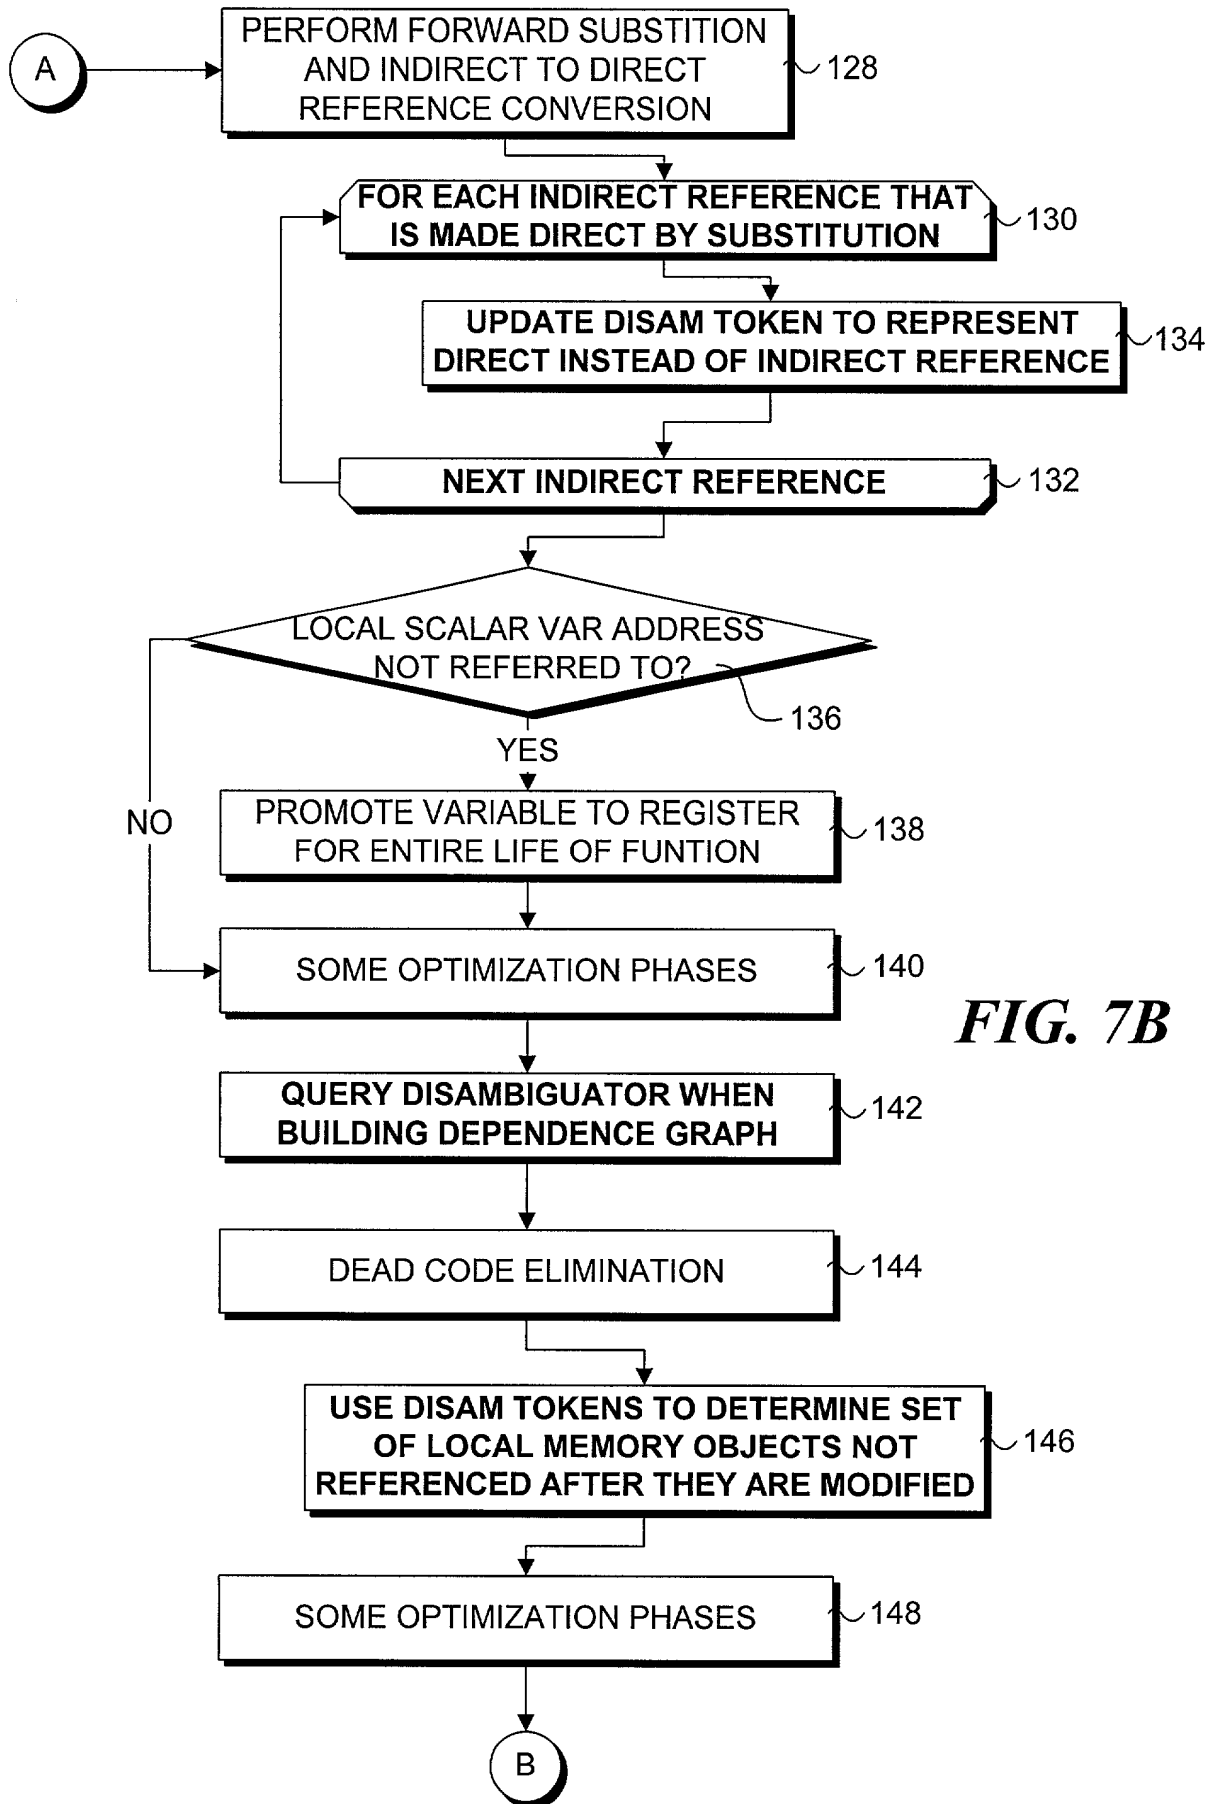 A
PERFORM FORWARD SUBSTITION
AND INDIRECT TO DIRECT
REFERENCE CONVERSION
128
FOR EACH INDIRECT REFERENCE THAT
IS MADE DIRECT BY SUBSTITUTION
130
UPDATE DISAM TOKEN TO REPRESENT
DIRECT INSTEAD OF INDIRECT REFERENCE
134
NEXT INDIRECT REFERENCE
132
LOCAL SCALAR VAR ADDRESS
NOT REFERRED TO?
136
YES
NO
PROMOTE VARIABLE TO REGISTER
FOR ENTIRE LIFE OF FUNTION
138
SOME OPTIMIZATION PHASES
140
FIG. 7B
QUERY DISAMBIGUATOR WHEN
BUILDING DEPENDENCE GRAPH
142
DEAD CODE ELIMINATION
144
USE DISAM TOKENS TO DETERMINE SET
OF LOCAL MEMORY OBJECTS NOT
REFERENCED AFTER THEY ARE MODIFIED
146
SOME OPTIMIZATION PHASES
148
B